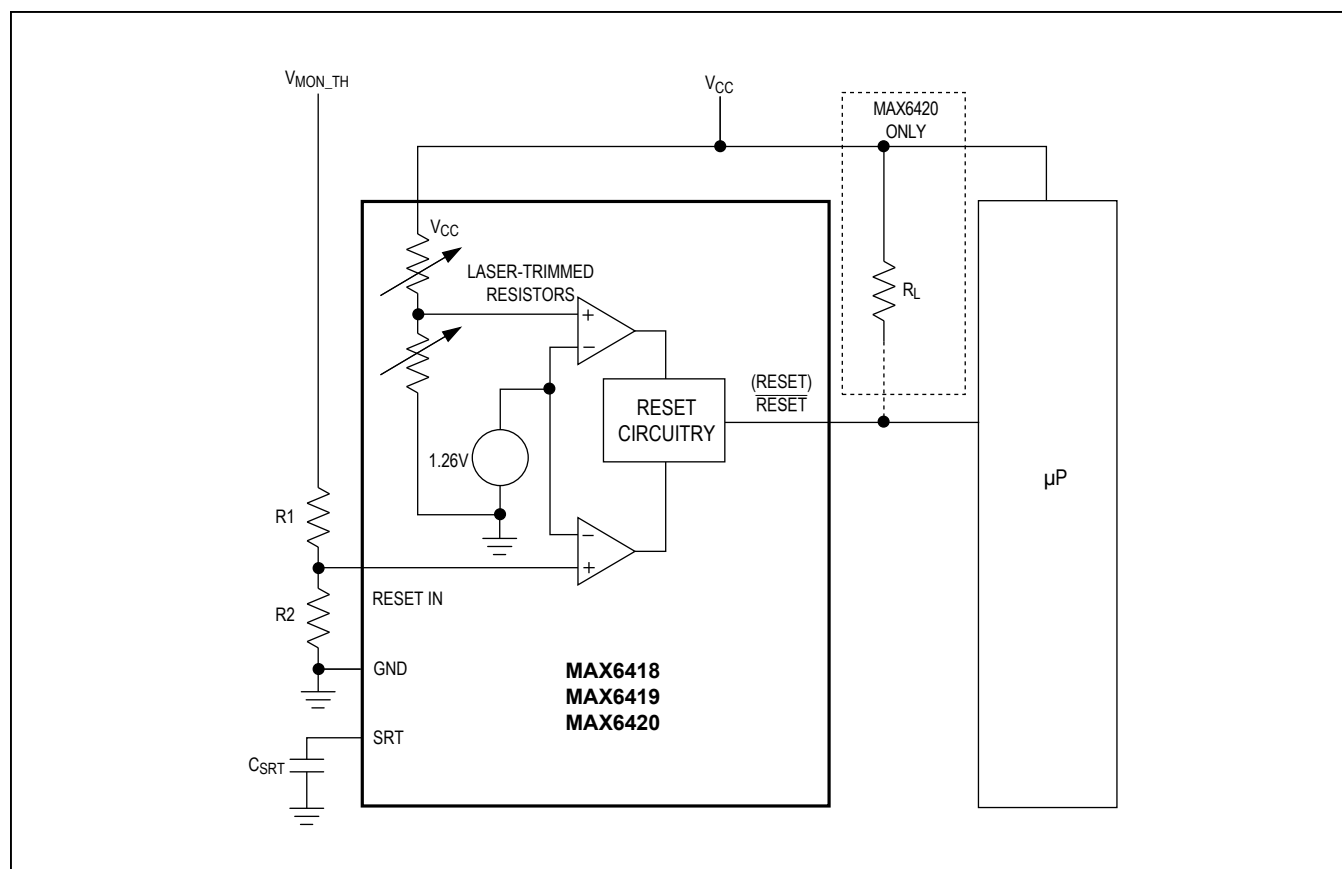 VMON_TH
VCC
MAX6420
ONLY
VCC
LASER-TRIMMED
RESISTORS
RL
(RESET)
RESET
RESET
CIRCUITRY
1.26V
µP
R1
RESET IN
R2
GND
MAX6418
MAX6419
MAX6420
SRT
CSRT
+
−
−
+